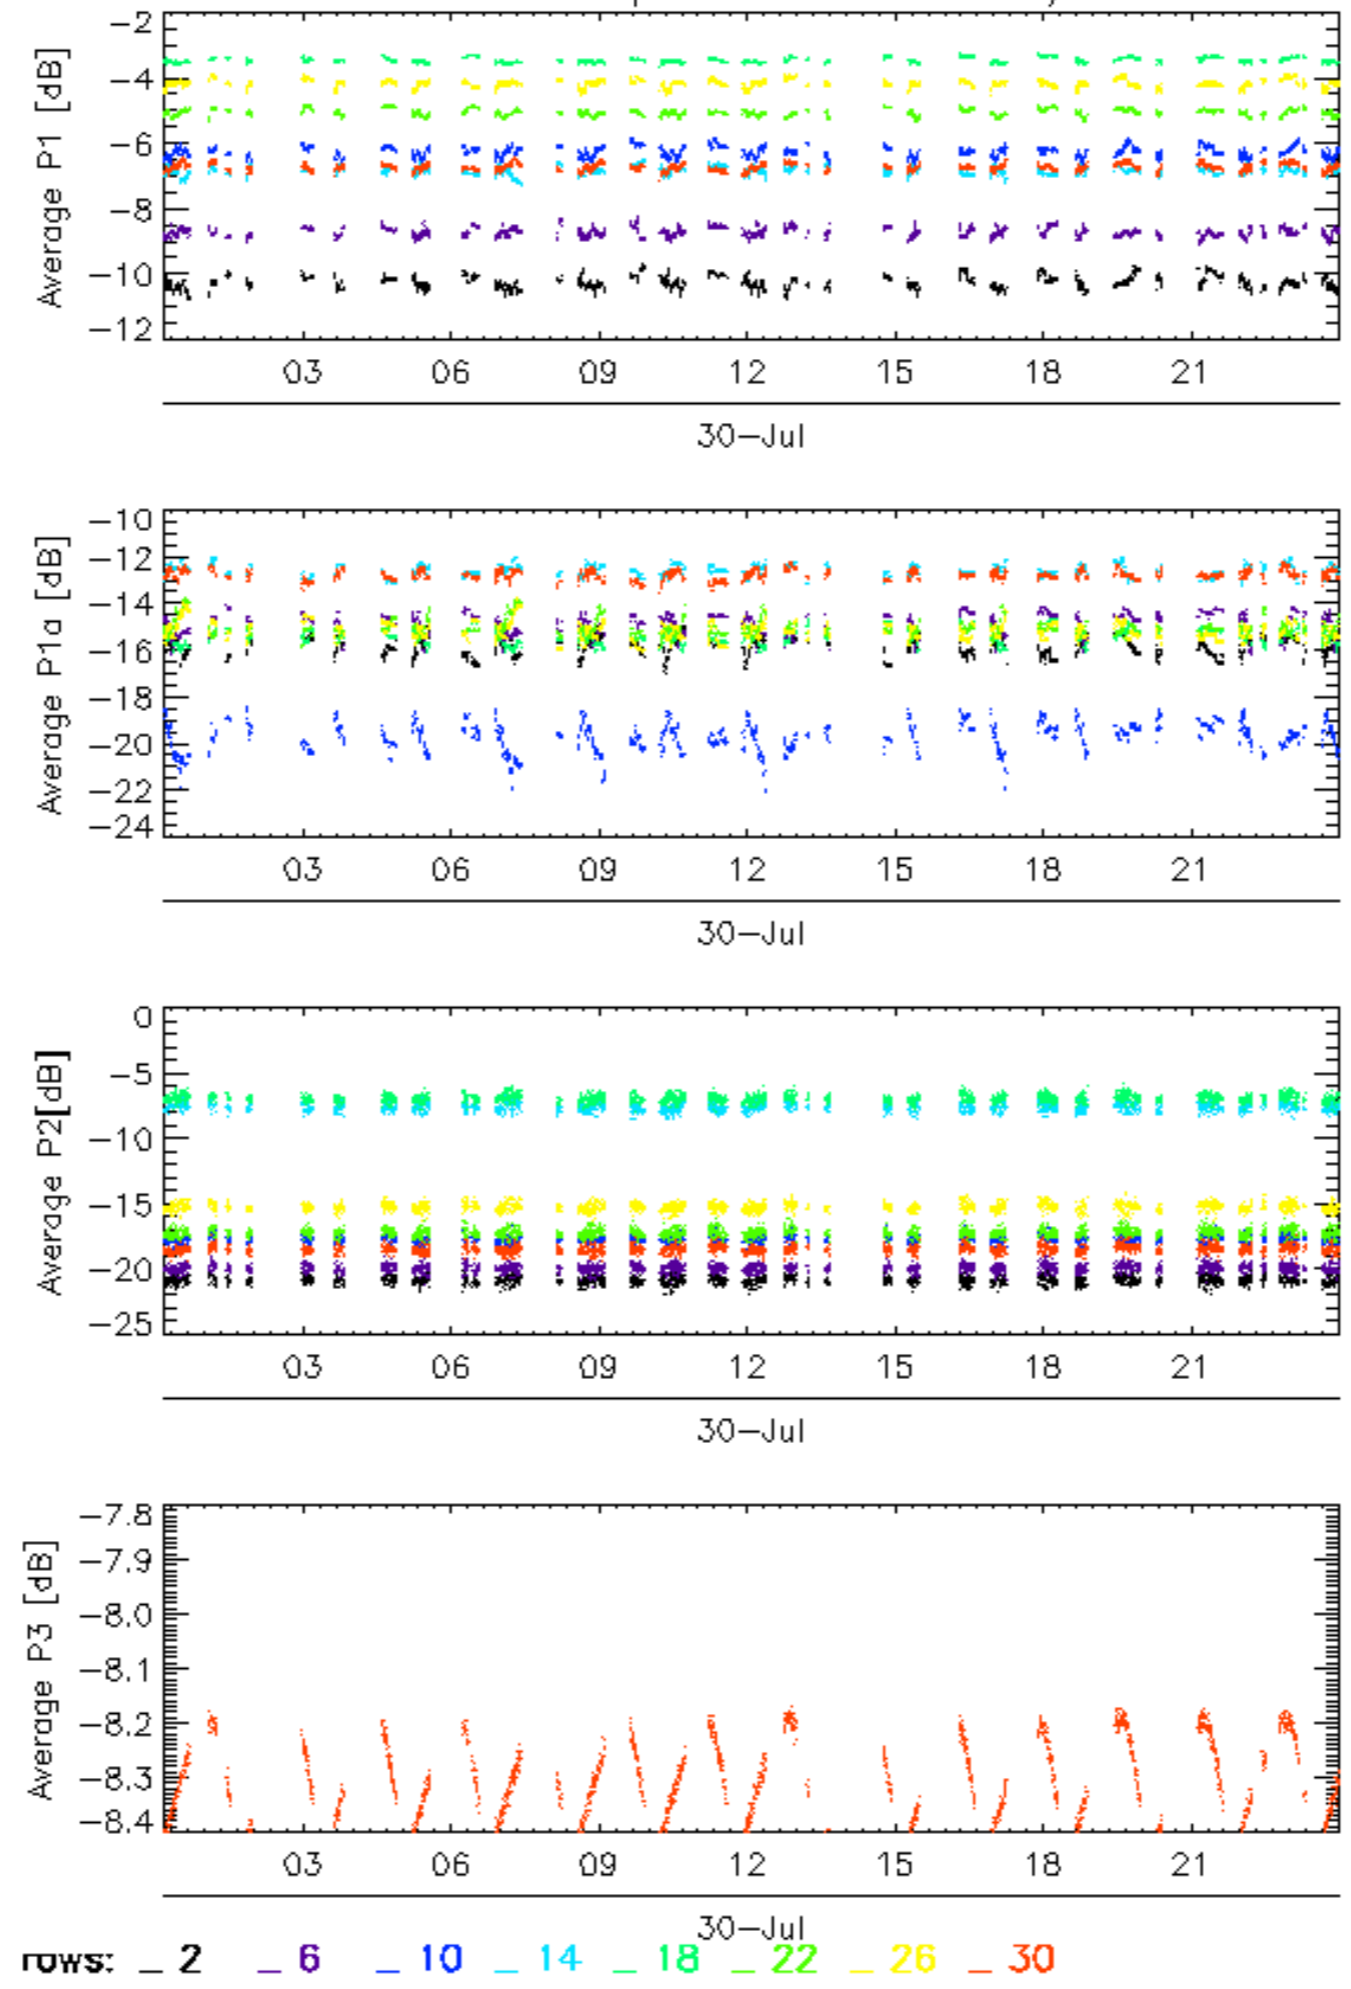 Average P1 [dB]
-2
-4
-6
-8
-10
-12
03 06 09 12 15 18 21
30-Jul
Average P1a [dB]
-10
-12
-14
-16
-18
-20
-22
-24
03 06 09 12 15 18 21
30-Jul
Average P2[dB]
0
-5
-10
-15
-20
-25
03 06 09 12 15 18 21
30-Jul
Average P3 [dB]
-7.8
-7.9
-8.0
-8.1
-8.2
-8.3
-8.4
03 06 09 12 15 18 21
30-Jul
rows: _ 2 _ 6 _ 10 _ 14 _ 18 _ 22 _ 26 _ 30